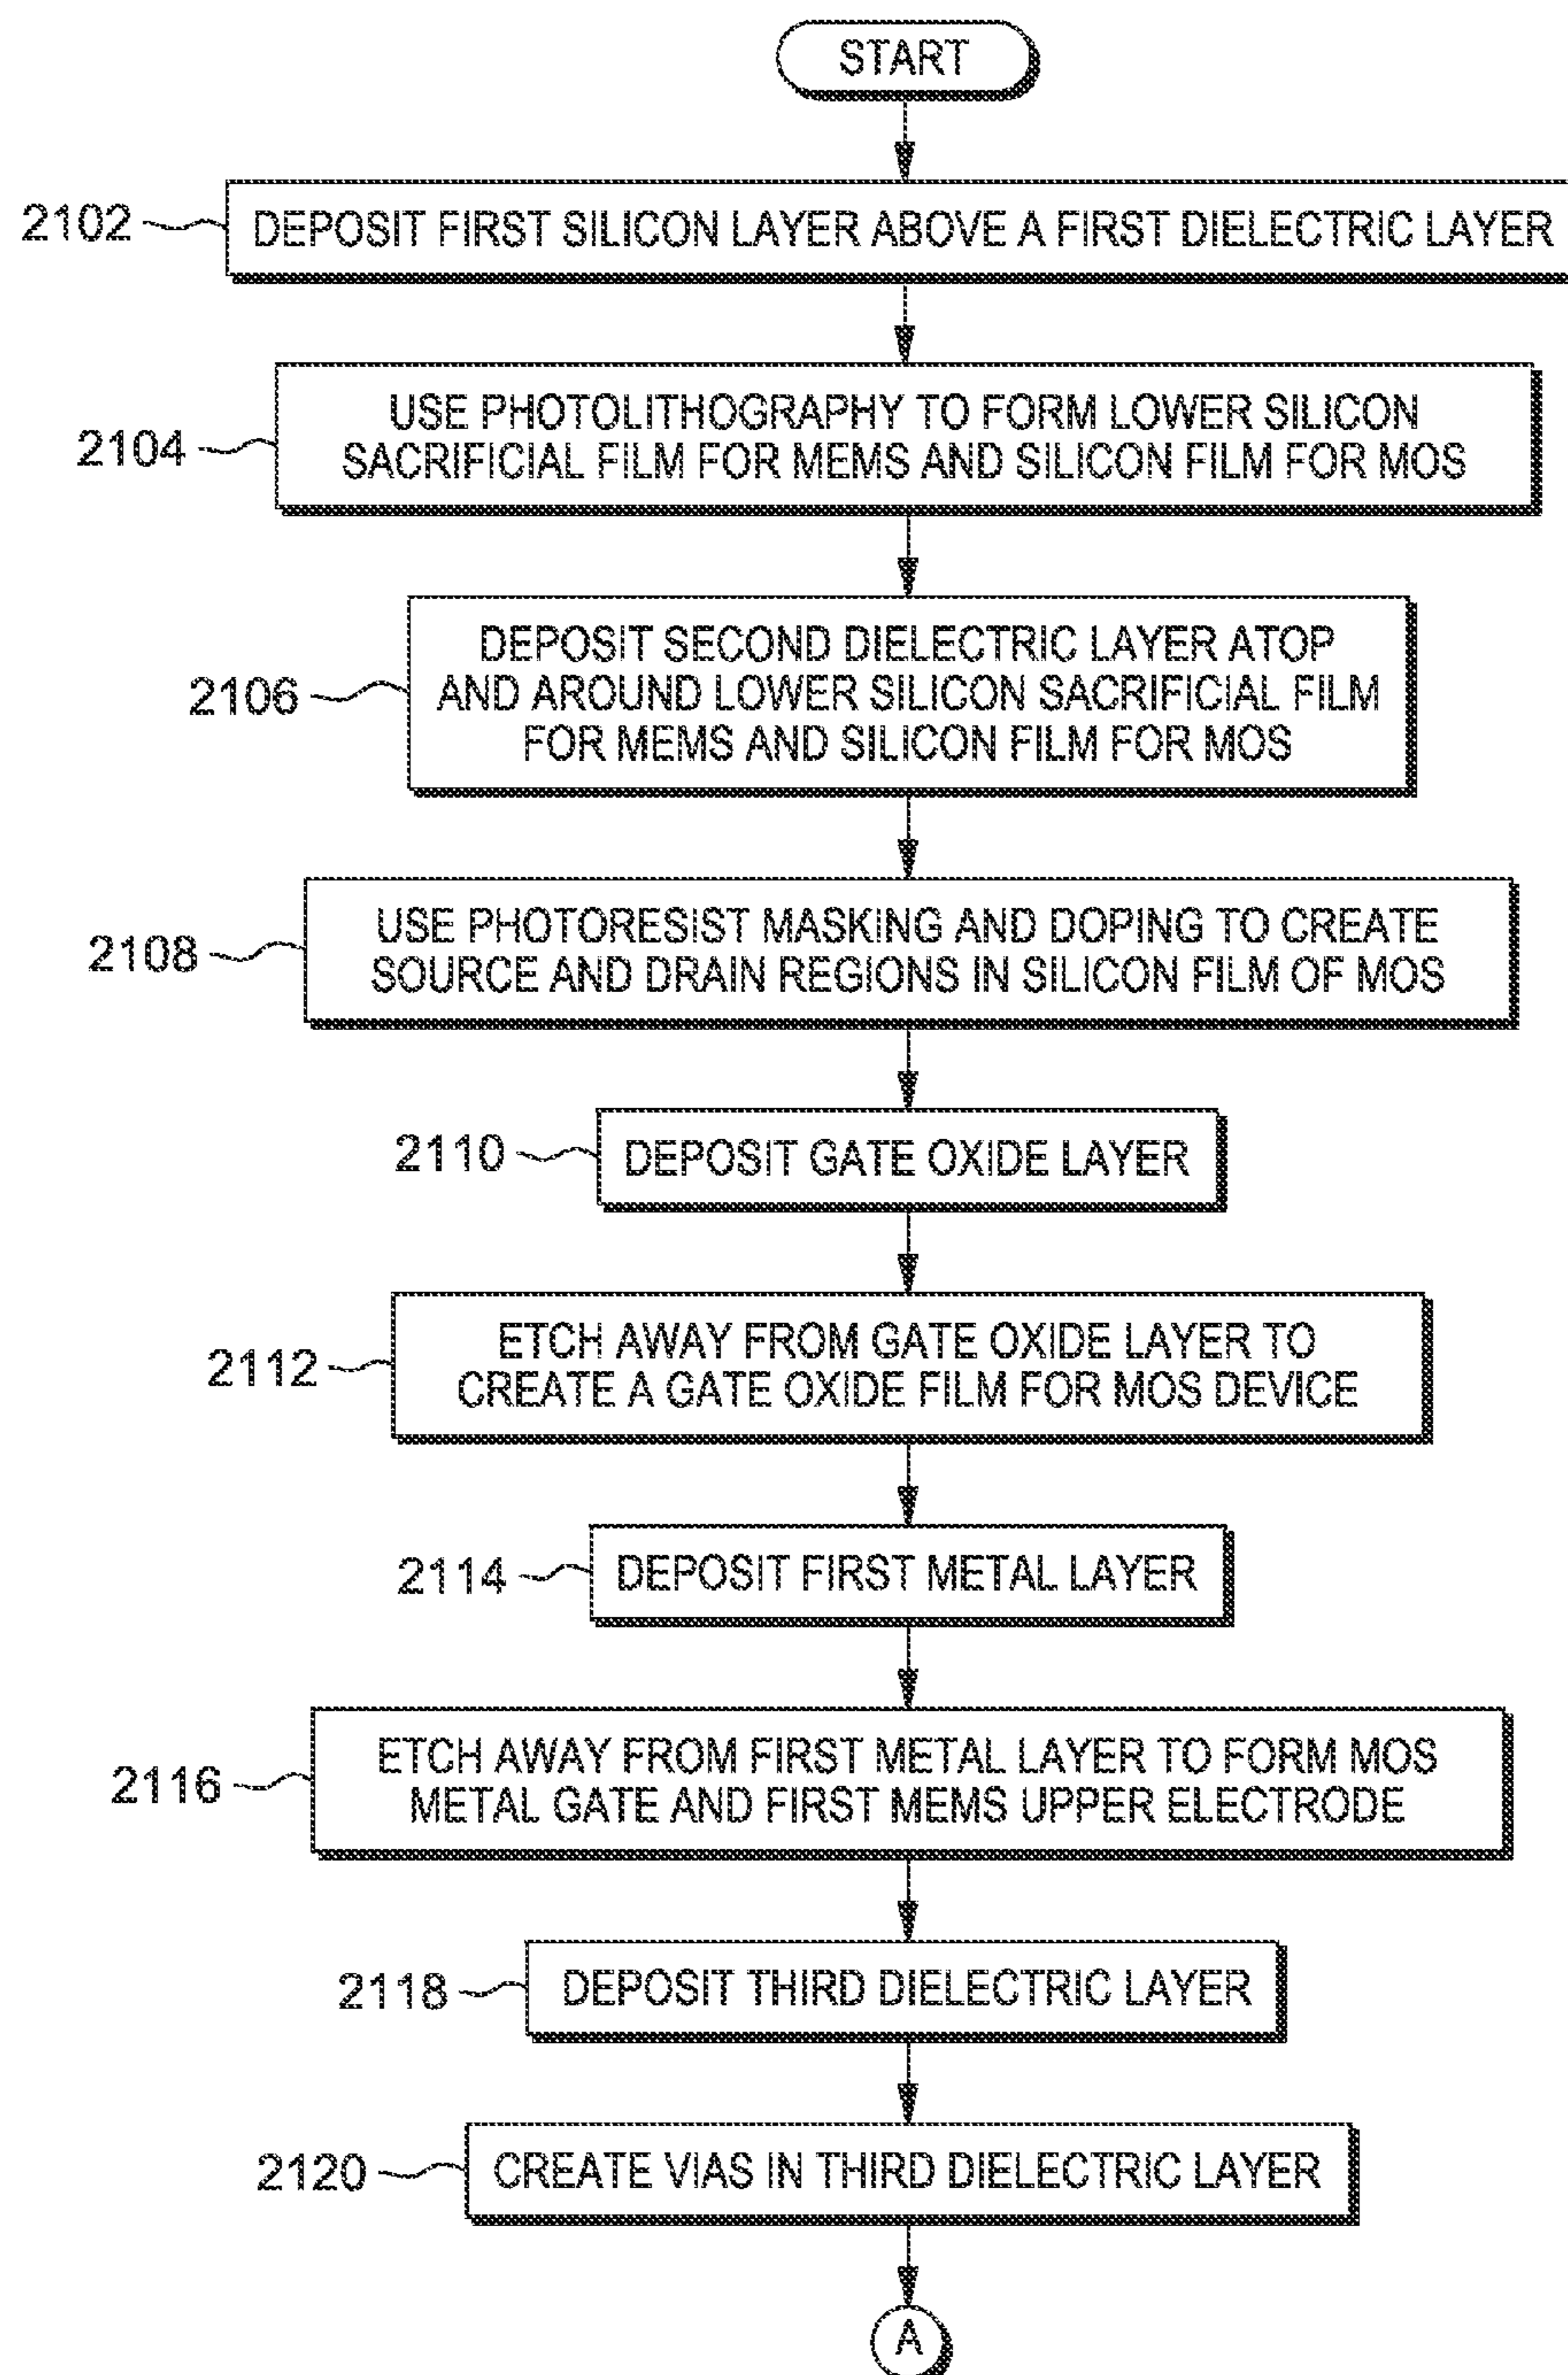 START
2102
DEPOSIT FIRST SILICON LAYER ABOVE A FIRST DIELECTRIC LAYER
2104
USE PHOTOLITHOGRAPHY TO FORM LOWER SILICON
SACRIFICIAL FILM FOR MEMS AND SILICON FILM FOR MOS
2106
DEPOSIT SECOND DIELECTRIC LAYER ATOP
AND AROUND LOWER SILICON SACRIFICIAL FILM
FOR MEMS AND SILICON FILM FOR MOS
2108
USE PHOTORESIST MASKING AND DOPING TO CREATE
SOURCE AND DRAIN REGIONS IN SILICON FILM OF MOS
2110
DEPOSIT GATE OXIDE LAYER
2112
ETCH AWAY FROM GATE OXIDE LAYER TO
CREATE A GATE OXIDE FILM FOR MOS DEVICE
2114
DEPOSIT FIRST METAL LAYER
2116
ETCH AWAY FROM FIRST METAL LAYER TO FORM MOS
METAL GATE AND FIRST MEMS UPPER ELECTRODE
2118
DEPOSIT THIRD DIELECTRIC LAYER
2120
CREATE VIAS IN THIRD DIELECTRIC LAYER
A